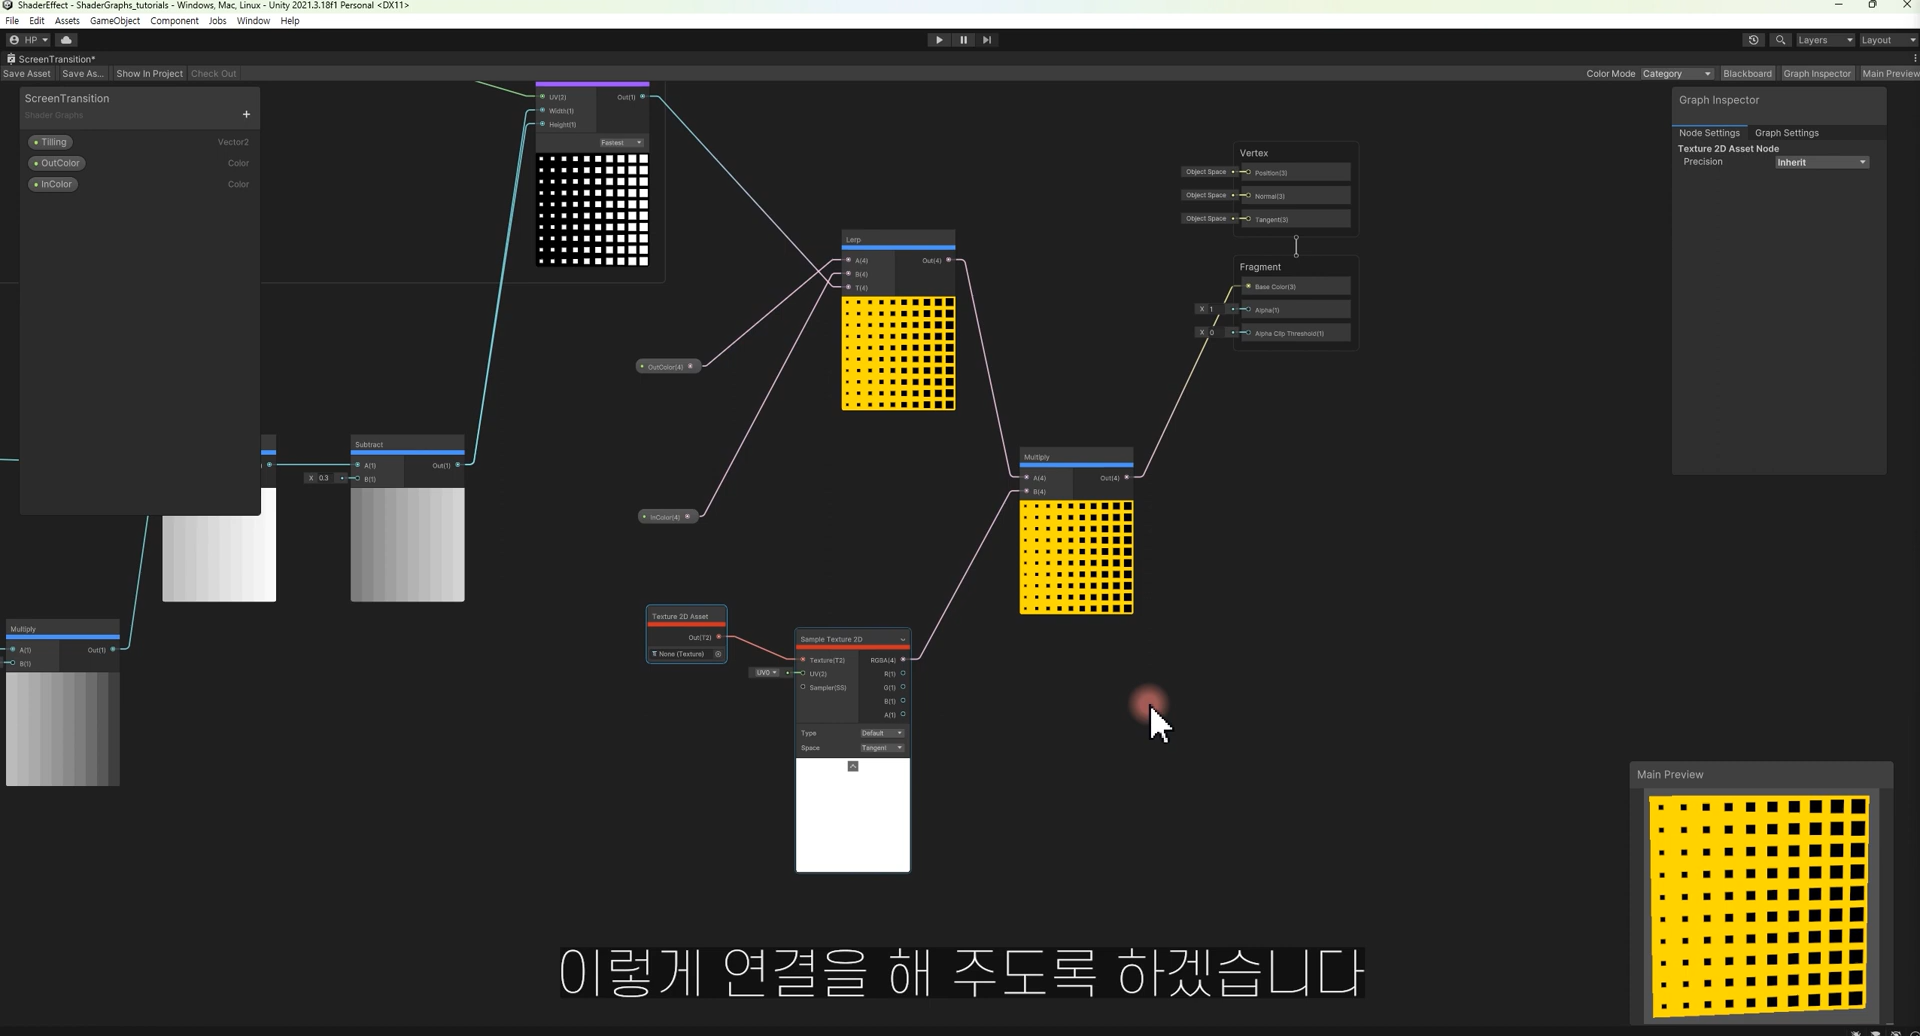 ShaderEffect - ShaderGraphs_tutorials - Windows, Mac, Linux - Unity 2021.3.18f1 Personal <DX11>
File Edit Assets GameObject Component Jobs Window Help
HP Layers Layout
ScreenTransition*
Save Asset Save As... Show In Project Check Out Color Mode Category Blackboard Graph Inspector Main Preview
ScreenTransition
Shader Graphs
+
Tilling Vector2
OutColor Color
InColor Color
UV(2) Out(1)
Width(1)
Height(1)
Fastest
Lerp
A(4) Out(4)
B(4)
T(4)
OutColor(4)
InColor(4)
Subtract
A(1) Out(1)
X 0.3 B(1)
Multiply
A(1) Out(1)
B(1)
Multiply
A(4) Out(4)
B(4)
Texture 2D Asset
Out(T2)
None (Texture)
Sample Texture 2D
Texture(T2) RGBA(4)
UV0 UV(2) R(1)
Sampler(SS) G(1)
B(1)
A(1)
Type Default
Space Tangent
Vertex
Object Space Position(3)
Object Space Normal(3)
Object Space Tangent(3)
Fragment
Base Color(3)
X 1 Alpha(1)
X 0 Alpha Clip Threshold(1)
Graph Inspector
Node Settings Graph Settings
Texture 2D Asset Node
Precision Inherit
Main Preview
이렇게 연결을 해 주도록 하겠습니다